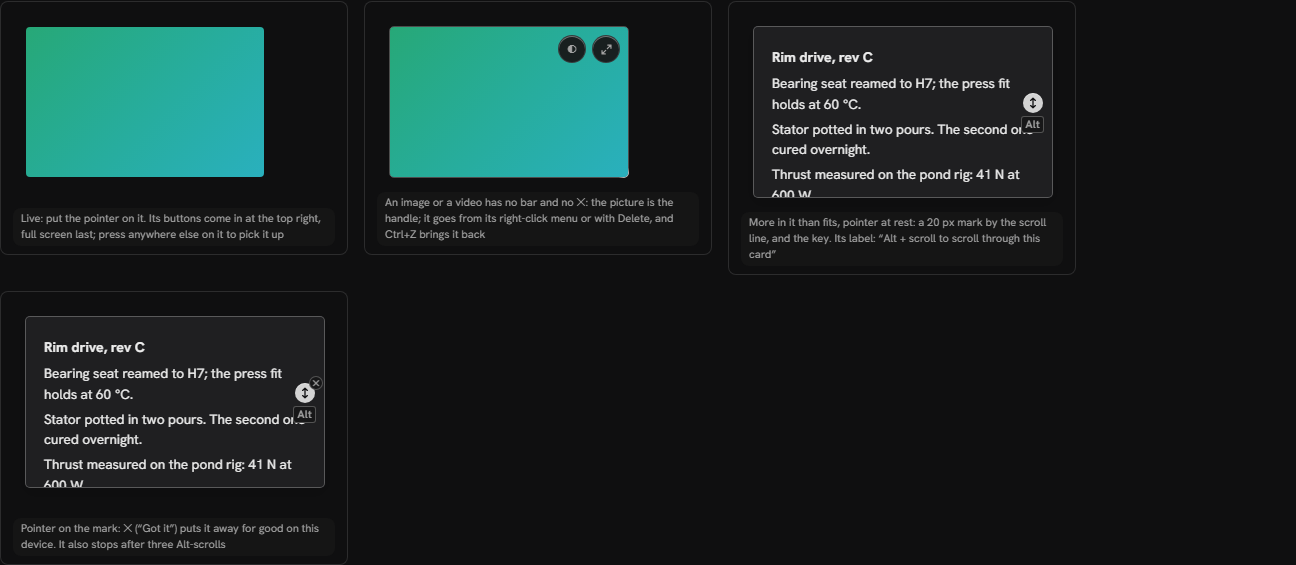 Live: put the pointer on it. Its buttons come in at the top right,
full screen last; press anywhere else on it to pick it up
An image or a video has no bar and no ✕: the picture is the
handle; it goes from its right-click menu or with Delete, and
Ctrl+Z brings it back
Rim drive, rev C
Bearing seat reamed to H7; the press fit
holds at 60 °C.
Stator potted in two pours. The second one
cured overnight.
Thrust measured on the pond rig: 41 N at
600 W
Alt
More in it than fits, pointer at rest: a 20 px mark by the scroll
line, and the key. Its label: “Alt + scroll to scroll through this
card”
Rim drive, rev C
Bearing seat reamed to H7; the press fit
holds at 60 °C.
Stator potted in two pours. The second one
cured overnight.
Thrust measured on the pond rig: 41 N at
600 W
Alt
Pointer on the mark: ✕ (“Got it”) puts it away for good on this
device. It also stops after three Alt-scrolls